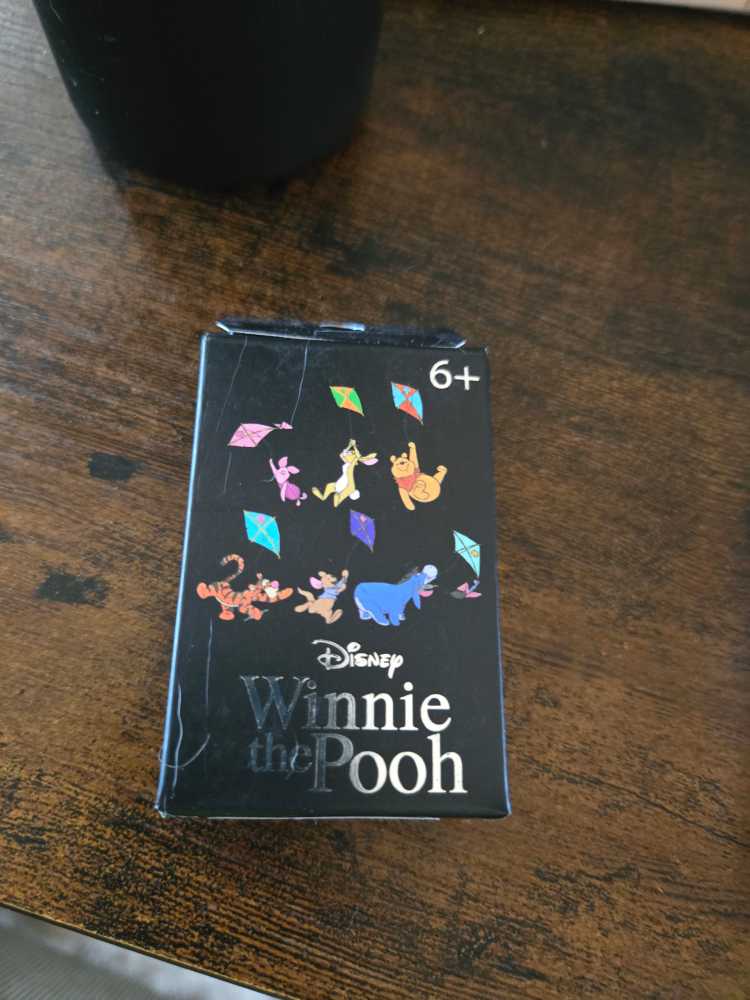 6+
Disney
Winnie
the Pooh